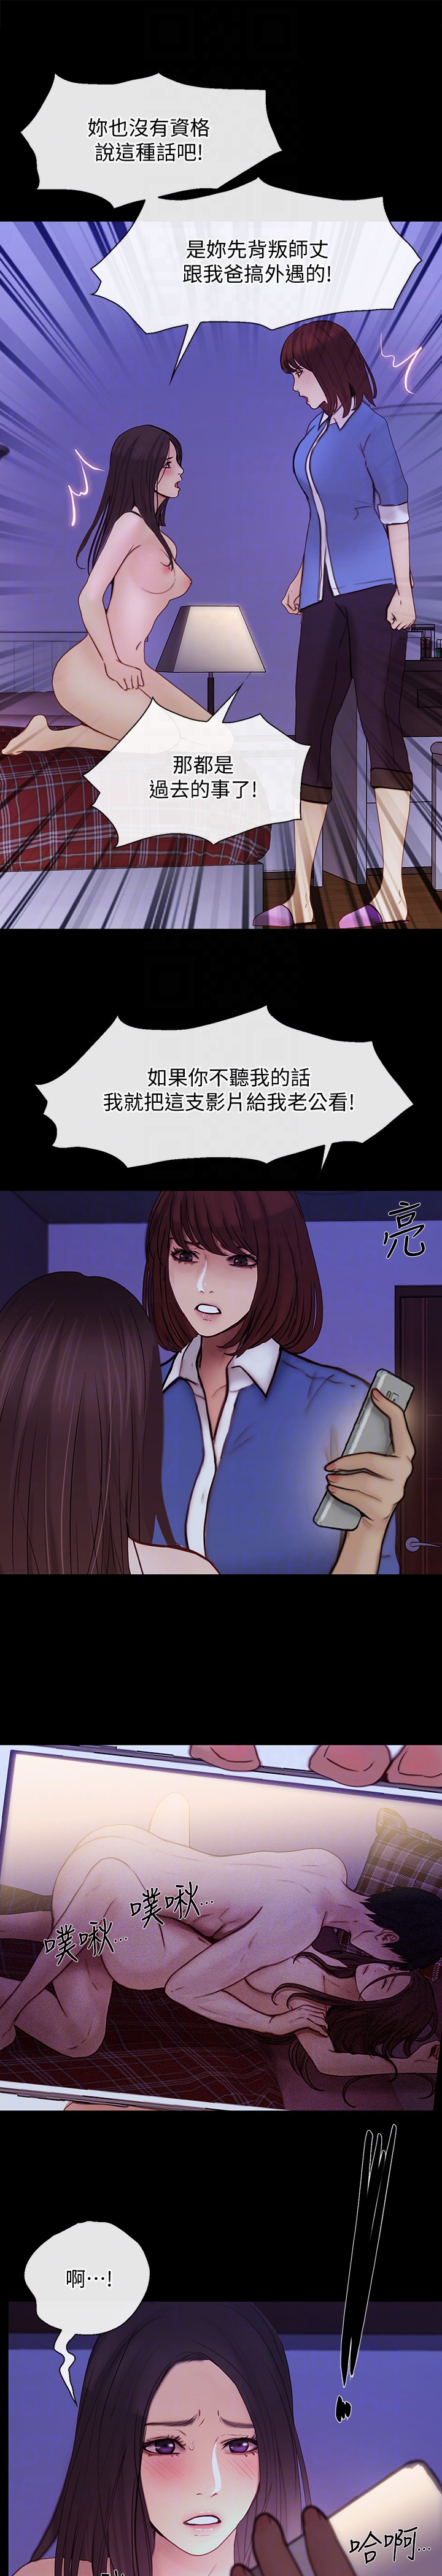 妳也沒有資格
說這種話吧!
是妳先背叛師丈
跟我爸搞外遇的!
那都是
過去的事了!
如果你不聽我的話
我就把這支影片給我老公看!
亮
噗啾…
噗啾…
啊…!
哈啊…